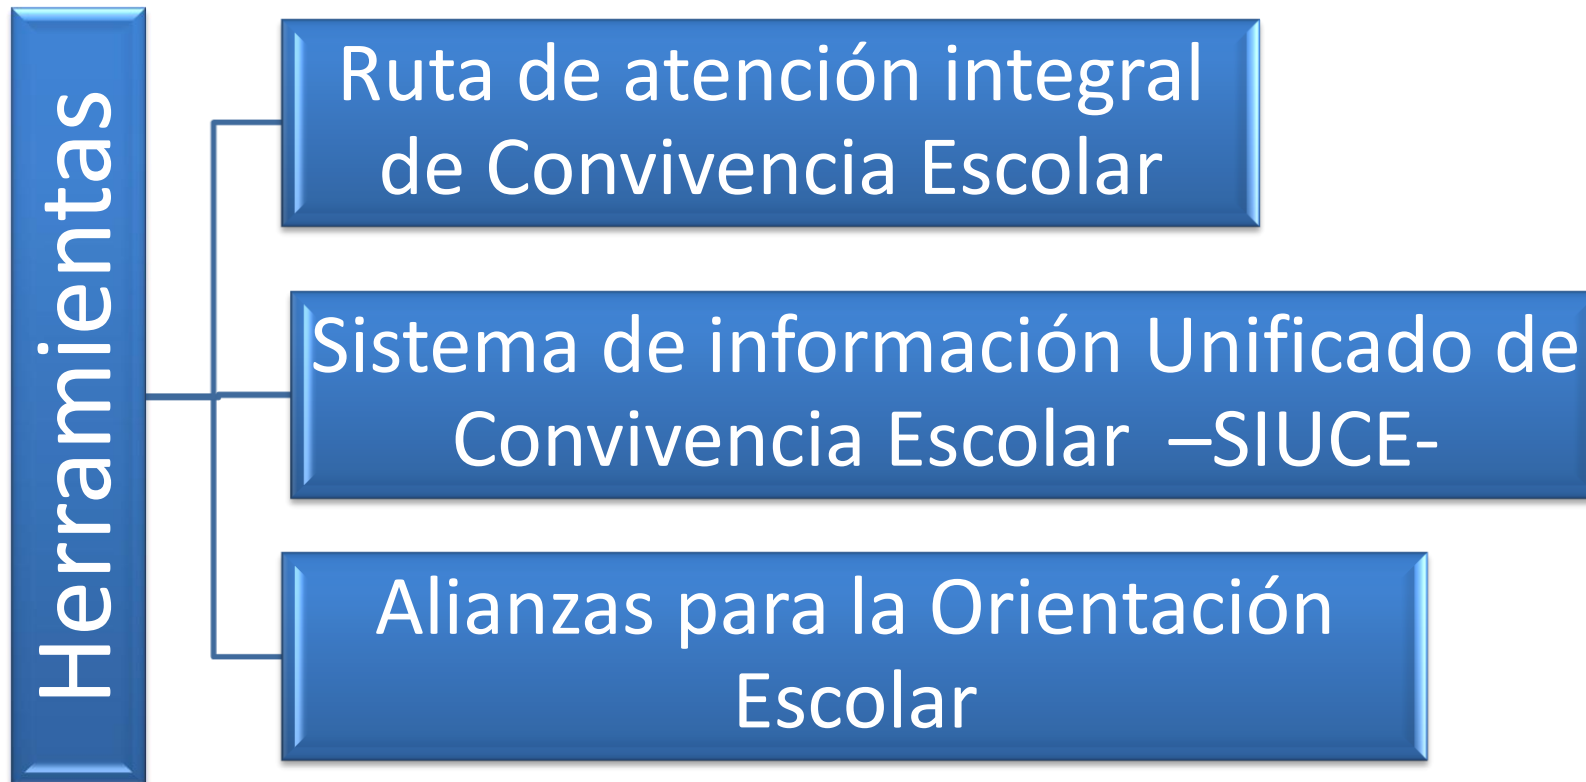 Herramientas
Ruta de atención integral
de Convivencia Escolar
Sistema de información Unificado de
Convivencia Escolar –SIUCE-
Alianzas para la Orientación
Escolar